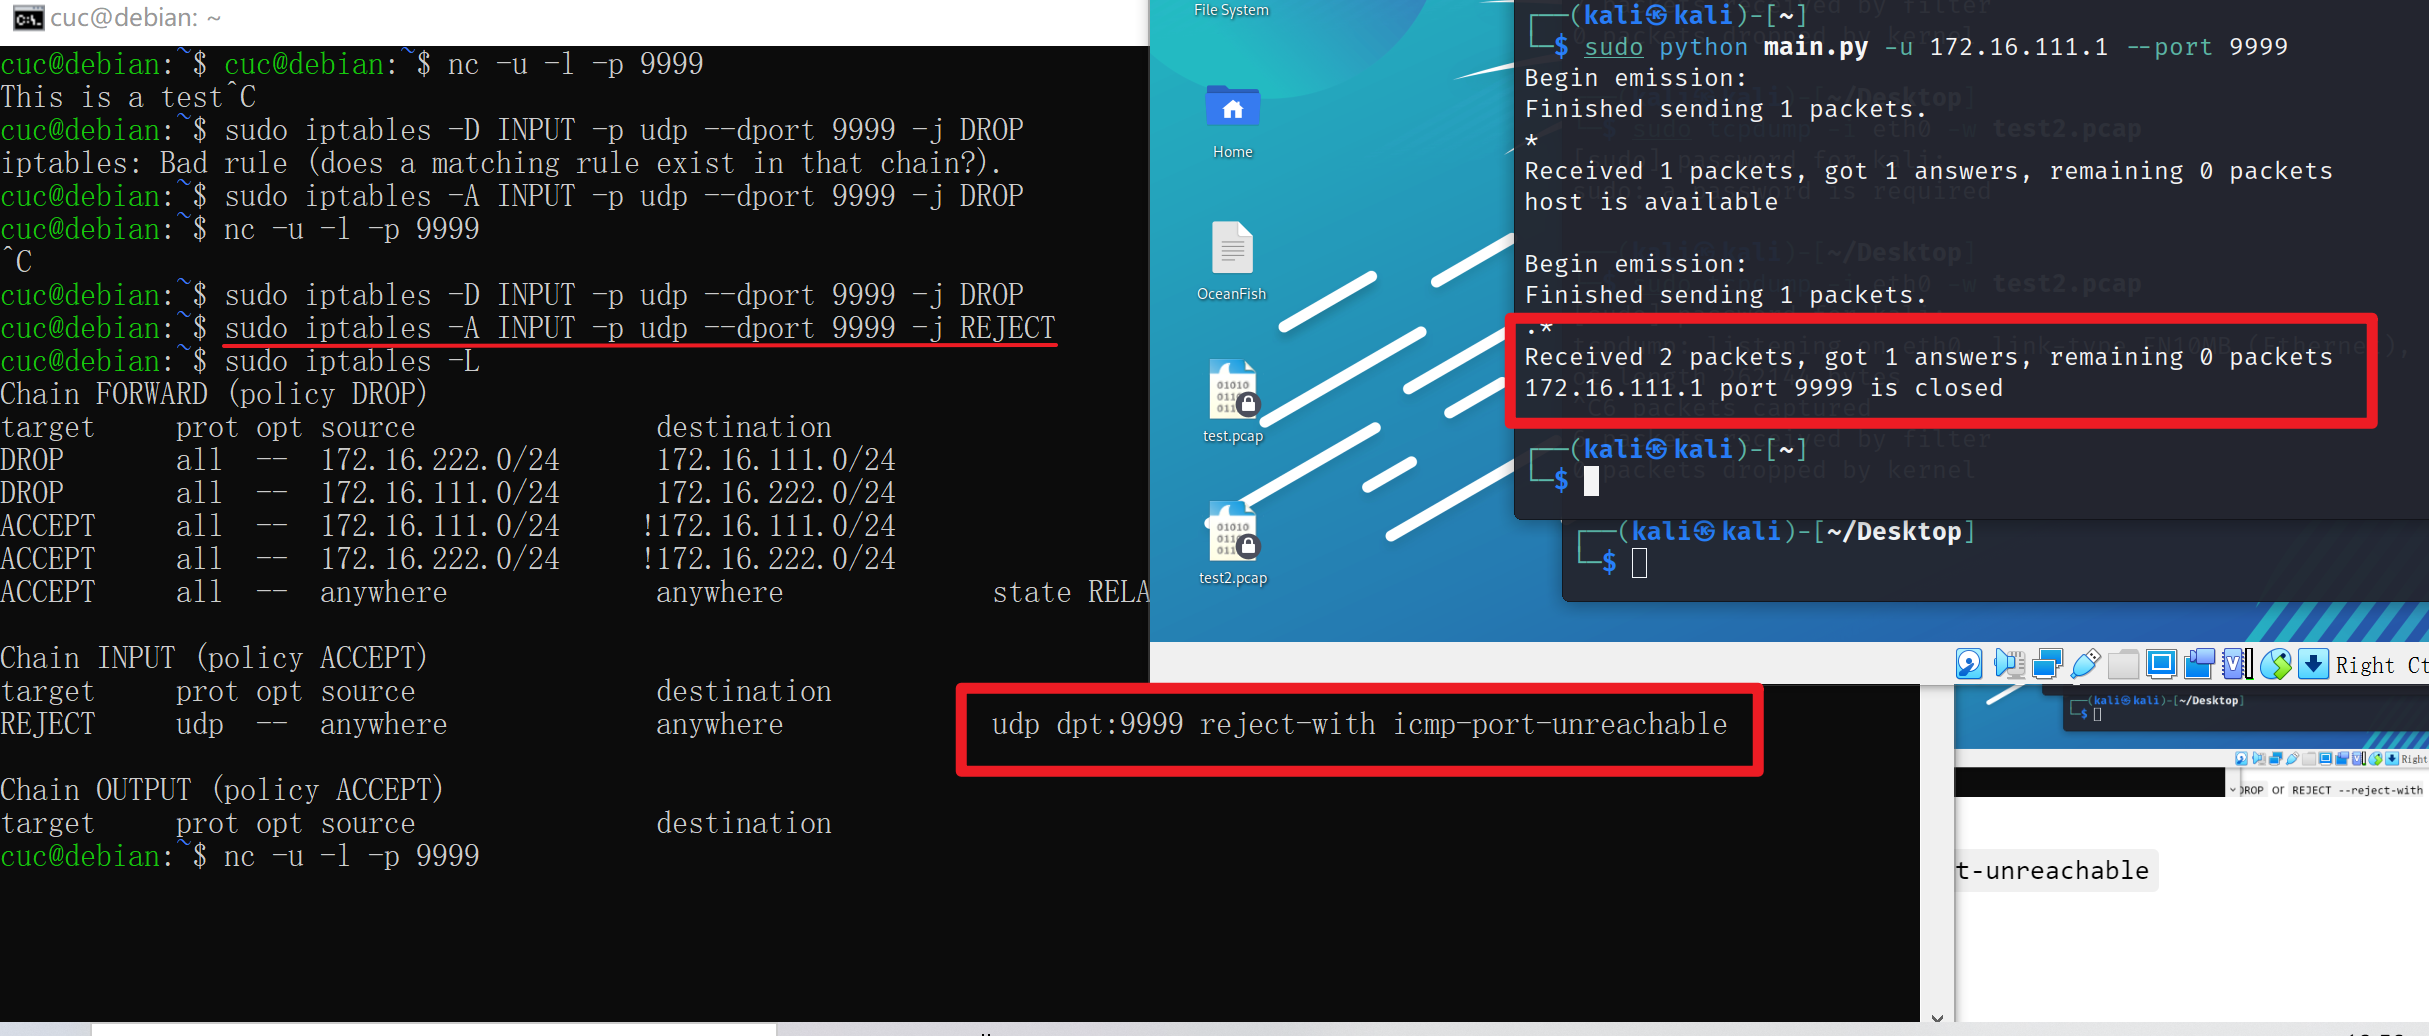 cuc@debian: ~
cuc@debian:~$ cuc@debian:~$ nc -u -l -p 9999
This is a test^C
cuc@debian:~$ sudo iptables -D INPUT -p udp --dport 9999 -j DROP
iptables: Bad rule (does a matching rule exist in that chain?).
cuc@debian:~$ sudo iptables -A INPUT -p udp --dport 9999 -j DROP
cuc@debian:~$ nc -u -l -p 9999
^C
cuc@debian:~$ sudo iptables -D INPUT -p udp --dport 9999 -j DROP
cuc@debian:~$ sudo iptables -A INPUT -p udp --dport 9999 -j REJECT
cuc@debian:~$ sudo iptables -L
Chain FORWARD (policy DROP)
target     prot opt source               destination
DROP       all  --  172.16.222.0/24      172.16.111.0/24
DROP       all  --  172.16.111.0/24      172.16.222.0/24
ACCEPT     all  --  172.16.111.0/24     !172.16.111.0/24
ACCEPT     all  --  172.16.222.0/24     !172.16.222.0/24
ACCEPT     all  --  anywhere             anywhere             state RELA

Chain INPUT (policy ACCEPT)
target     prot opt source               destination
REJECT     udp  --  anywhere             anywhere             udp dpt:9999 reject-with icmp-port-unreachable

Chain OUTPUT (policy ACCEPT)
target     prot opt source               destination
cuc@debian:~$ nc -u -l -p 9999
File System
Home
OceanFish
test.pcap
test2.pcap
(kali㉿kali)-[~]
$ sudo python main.py -u 172.16.111.1 --port 9999
Begin emission:
Finished sending 1 packets.
*
Received 1 packets, got 1 answers, remaining 0 packets
host is available

Begin emission:
Finished sending 1 packets.
.*
Received 2 packets, got 1 answers, remaining 0 packets
172.16.111.1 port 9999 is closed
(kali㉿kali)-[~]
$
(kali㉿kali)-[~/Desktop]
$
Right Ct
(kali㉿kali)-[~/Desktop]
$
Right
DROP or REJECT --reject-with
t-unreachable